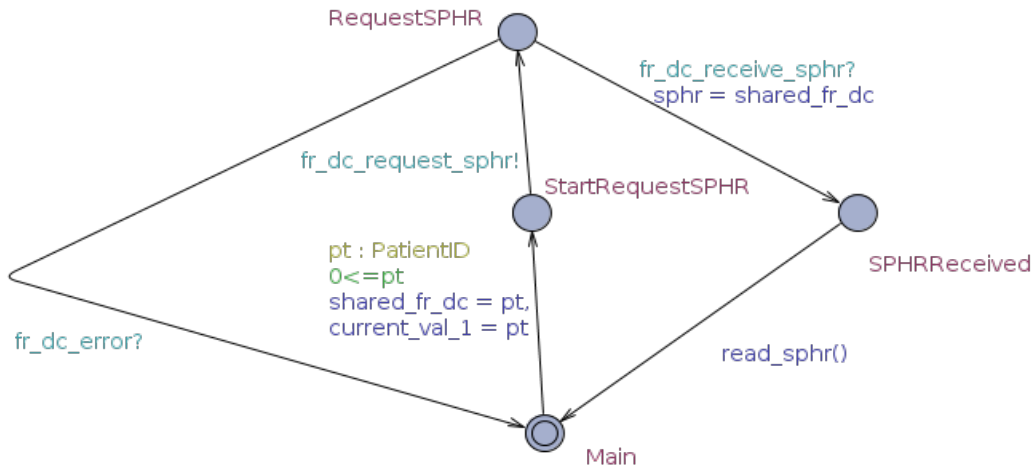 RequestSPHR
fr_dc_receive_sphr?
sphr = shared_fr_dc
fr_dc_request_sphr!
StartRequestSPHR
pt : PatientID
0<=pt
shared_fr_dc = pt,
current_val_1 = pt
SPHRReceived
fr_dc_error?
read_sphr()
Main